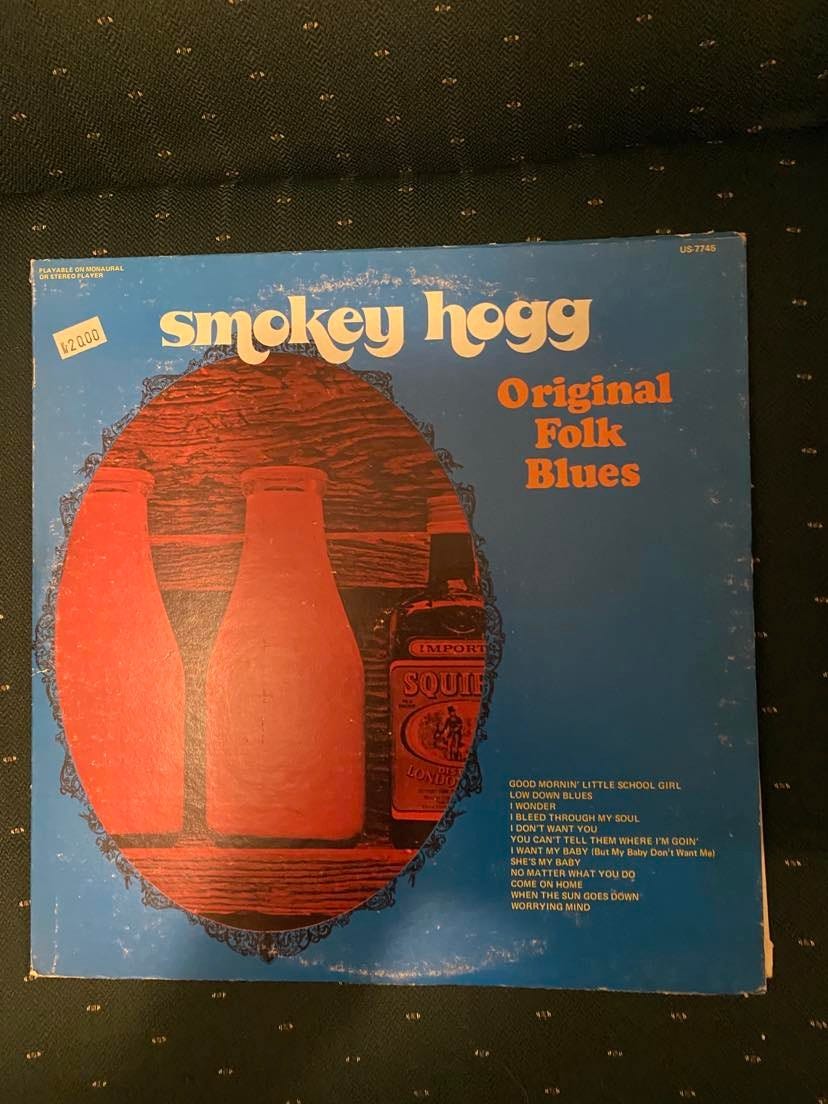 PLAYABLE ON MONAURAL
OR STEREO PLAYER
US-7745
smokey hogg
Original
Folk
Blues
IMPORT
SQUIR
LONDO
GOOD MORNIN' LITTLE SCHOOL GIRL
LOW DOWN BLUES
I WONDER
I BLEED THROUGH MY SOUL
I DON'T WANT YOU
YOU CAN'T TELL THEM WHERE I'M GOIN'
I WANT MY BABY (But My Baby Don't Want Me)
SHE'S MY BABY
NO MATTER WHAT YOU DO
COME ON HOME
WHEN THE SUN GOES DOWN
WORRYING MIND